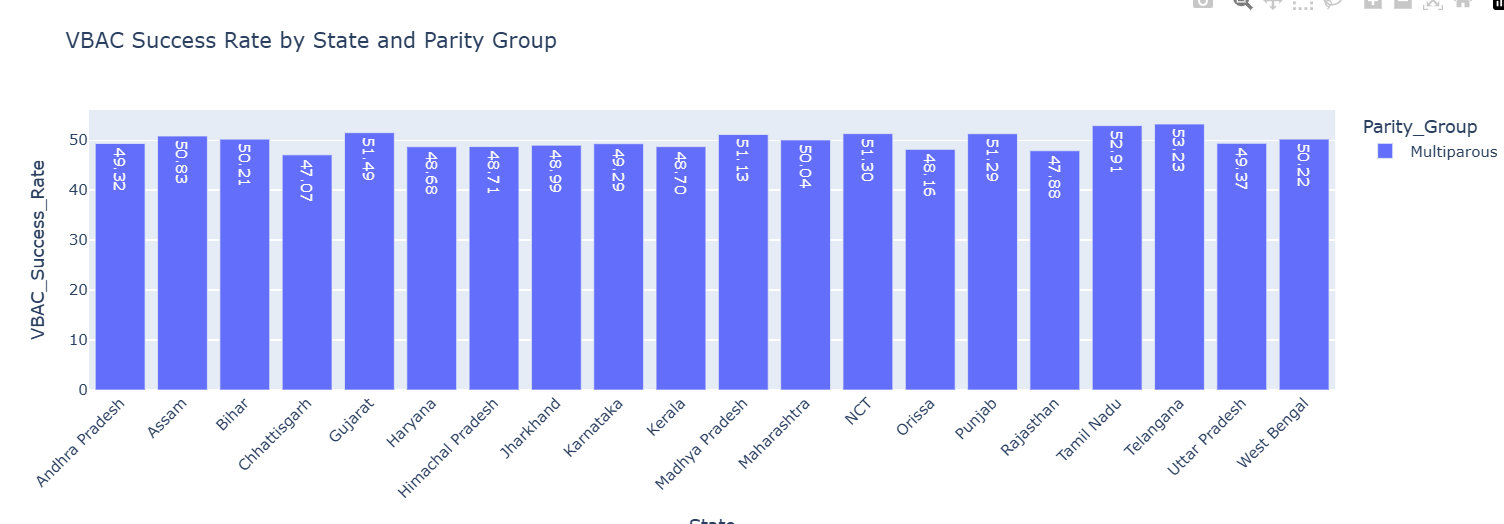 VBAC Success Rate by State and Parity Group
VBAC_Success_Rate
50
40
30
20
10
0
49.32
50.83
50.21
47.07
51.49
48.68
48.71
48.99
49.29
48.70
51.13
50.04
51.30
48.16
51.29
47.88
52.91
53.23
49.37
50.22
Andhra Pradesh
Assam
Bihar
Chhattisgarh
Gujarat
Haryana
Himachal Pradesh
Jharkhand
Karnataka
Kerala
Madhya Pradesh
Maharashtra
NCT
Orissa
Punjab
Rajasthan
Tamil Nadu
Telangana
Uttar Pradesh
West Bengal
State
Parity_Group
Multiparous